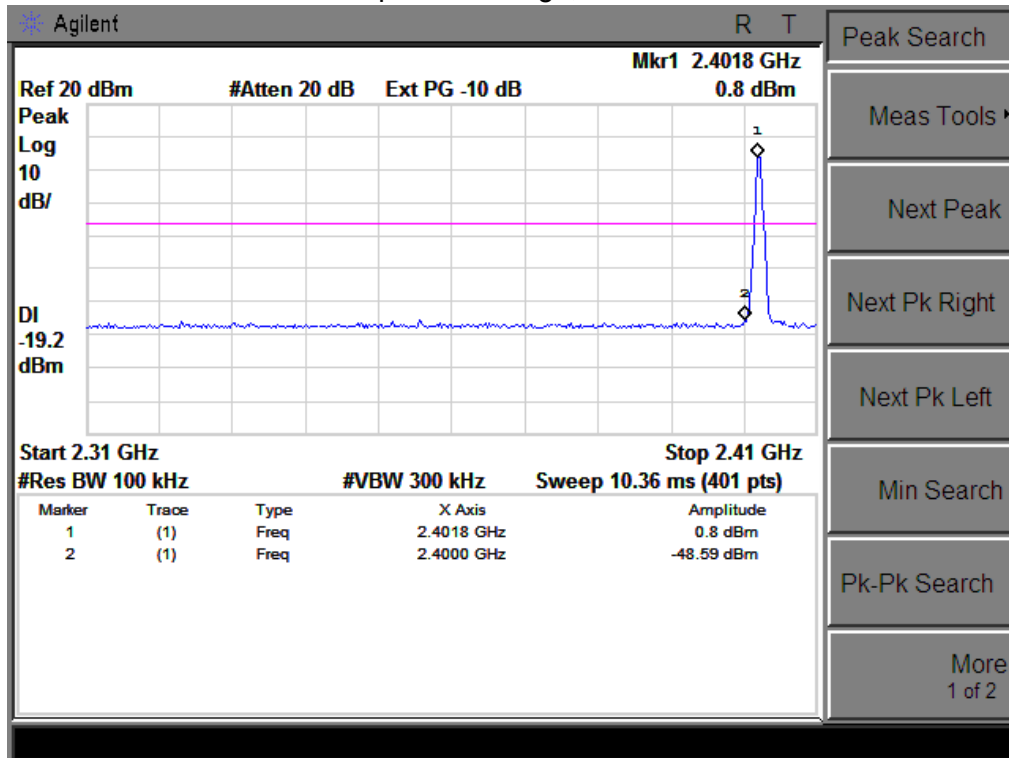 Agilent R T
Mkr1 2.4018 GHz
Ref 20 dBm #Atten 20 dB Ext PG -10 dB 0.8 dBm
Peak
Log
10
dB/
1
2
DI
-19.2
dBm
Start 2.31 GHz Stop 2.41 GHz
#Res BW 100 kHz #VBW 300 kHz Sweep 10.36 ms (401 pts)
Marker Trace Type X Axis Amplitude
1 (1) Freq 2.4018 GHz 0.8 dBm
2 (1) Freq 2.4000 GHz -48.59 dBm
Peak Search
Meas Tools
Next Peak
Next Pk Right
Next Pk Left
Min Search
Pk-Pk Search
More
1 of 2